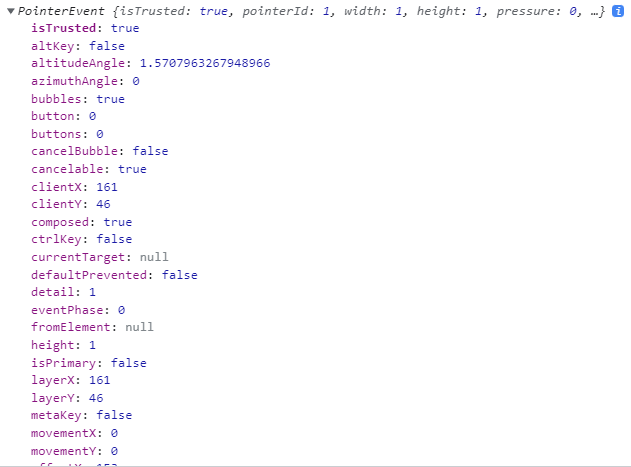 PointerEvent {isTrusted: true, pointerId: 1, width: 1, height: 1, pressure: 0, …} i
isTrusted: true
altKey: false
altitudeAngle: 1.5707963267948966
azimuthAngle: 0
bubbles: true
button: 0
buttons: 0
cancelBubble: false
cancelable: true
clientX: 161
clientY: 46
composed: true
ctrlKey: false
currentTarget: null
defaultPrevented: false
detail: 1
eventPhase: 0
fromElement: null
height: 1
isPrimary: false
layerX: 161
layerY: 46
metaKey: false
movementX: 0
movementY: 0